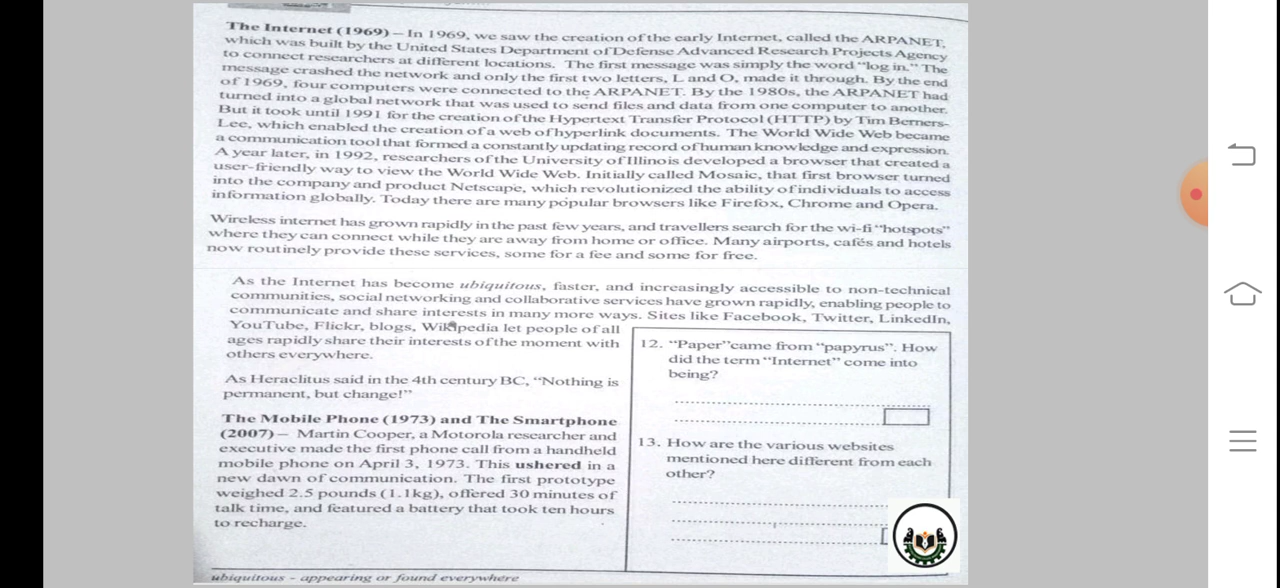 The Internet (1969) – In 1969, we saw the creation of the early Internet, called the ARPANET,
which was built by the United States Department of Defense Advanced Research Projects Agency
to connect researchers at different locations. The first message was simply the word "log in." The
message crashed the network and only the first two letters, L and O, made it through. By the end
of 1969, four computers were connected to the ARPANET. By the 1980s, the ARPANET had
turned into a global network that was used to send files and data from one computer to another.
But it took until 1991 for the creation of the Hypertext Transfer Protocol (HTTP) by Tim Berners-
Lee, which enabled the creation of a web of hyperlink documents. The World Wide Web became
a communication tool that formed a constantly updating record of human knowledge and expression.
A year later, in 1992, researchers of the University of Illinois developed a browser that created a
user-friendly way to view the World Wide Web. Initially called Mosaic, that first browser turned
into the company and product Netscape, which revolutionized the ability of individuals to access
information globally. Today there are many popular browsers like Firefox, Chrome and Opera.
Wireless internet has grown rapidly in the past few years, and travellers search for the wi-fi "hotspots"
where they can connect while they are away from home or office. Many airports, cafés and hotels
now routinely provide these services, some for a fee and some for free.
As the Internet has become ubiquitous, faster, and increasingly accessible to non-technical
communities, social networking and collaborative services have grown rapidly, enabling people to
communicate and share interests in many more ways. Sites like Facebook, Twitter, LinkedIn,
YouTube, Flickr, blogs, Wikipedia let people of all
ages rapidly share their interests of the moment with
others everywhere.
As Heraclitus said in the 4th century BC, "Nothing is
permanent, but change!"
The Mobile Phone (1973) and The Smartphone
(2007) – Martin Cooper, a Motorola researcher and
executive made the first phone call from a handheld
mobile phone on April 3, 1973. This ushered in a
new dawn of communication. The first prototype
weighed 2.5 pounds (1.1kg), offered 30 minutes of
talk time, and featured a battery that took ten hours
to recharge.
12. "Paper" came from "papyrus". How
did the term "Internet" come into
being?
13. How are the various websites
mentioned here different from each
other?
ubiquitous - appearing or found everywhere